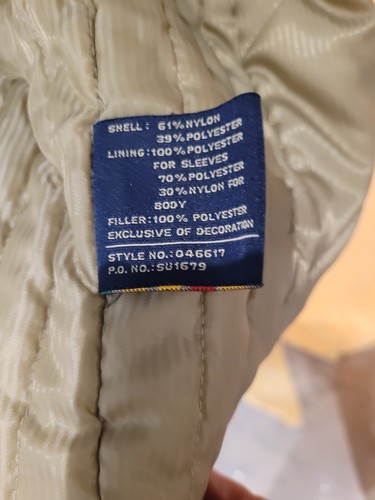 SHELL: 61% NYLON
39% POLYESTER
LINING: 100% POLYESTER
FOR SLEEVES
70% POLYESTER
30% NYLON FOR
BODY
FILLER: 100% POLYESTER
EXCLUSIVE OF DECORATION
STYLE NO.: 046617
P.O. NO.: SU1679